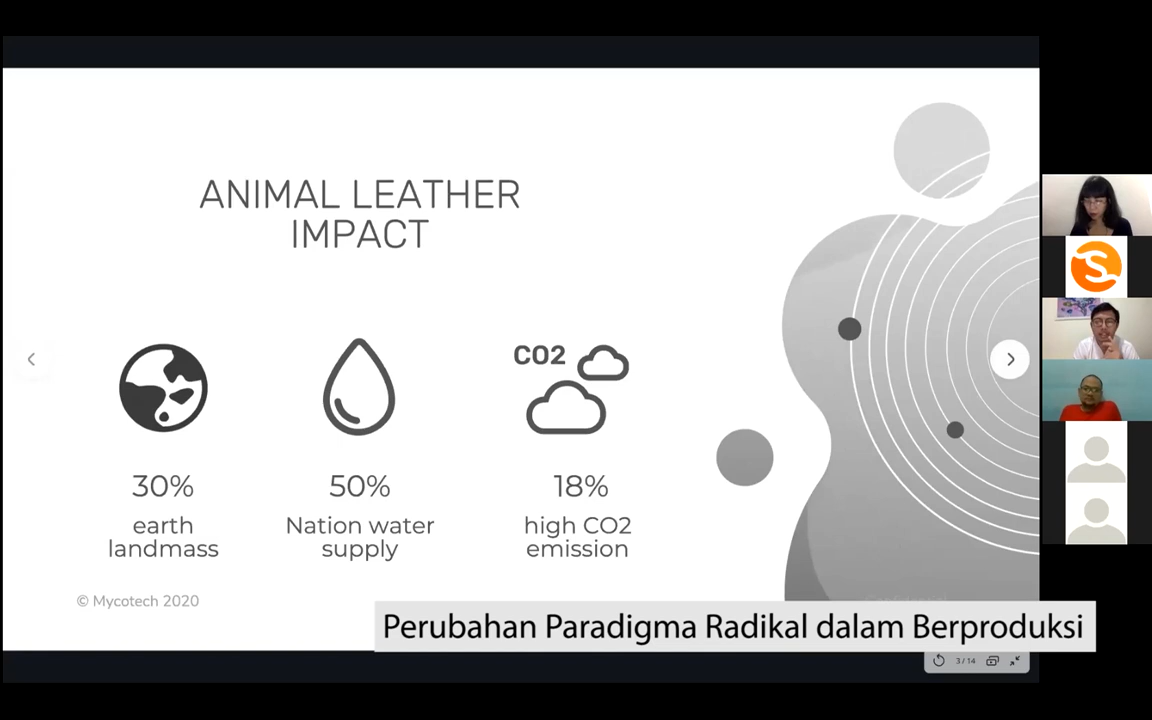 ANIMAL LEATHER
IMPACT
CO2
30%
earth
landmass
50%
Nation water
supply
18%
high CO2
emission
© Mycotech 2020
Confidential
Perubahan Paradigma Radikal dalam Berproduksi
3 / 14
S